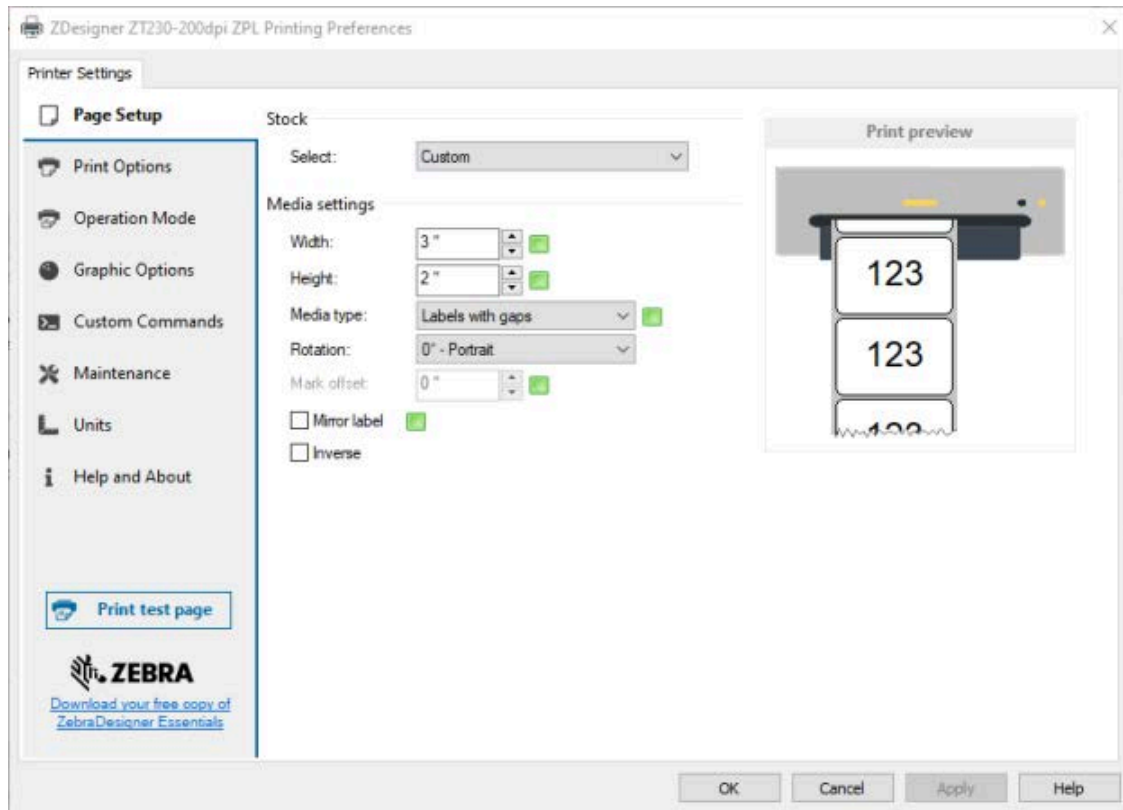 ZDesigner ZT230-200dpi ZPL Printing Preferences
Printer Settings
Page Setup
Print Options
Operation Mode
Graphic Options
Custom Commands
Maintenance
Units
Help and About
Print test page
ZEBRA
Download your free copy of
ZebraDesigner Essentials
Stock
Select: Custom
Media settings
Width: 3 "
Height: 2 "
Media type: Labels with gaps
Rotation: 0° - Portrait
Mark offset: 0 "
Mirror label
Inverse
Print preview
123
123
123
OK Cancel Apply Help